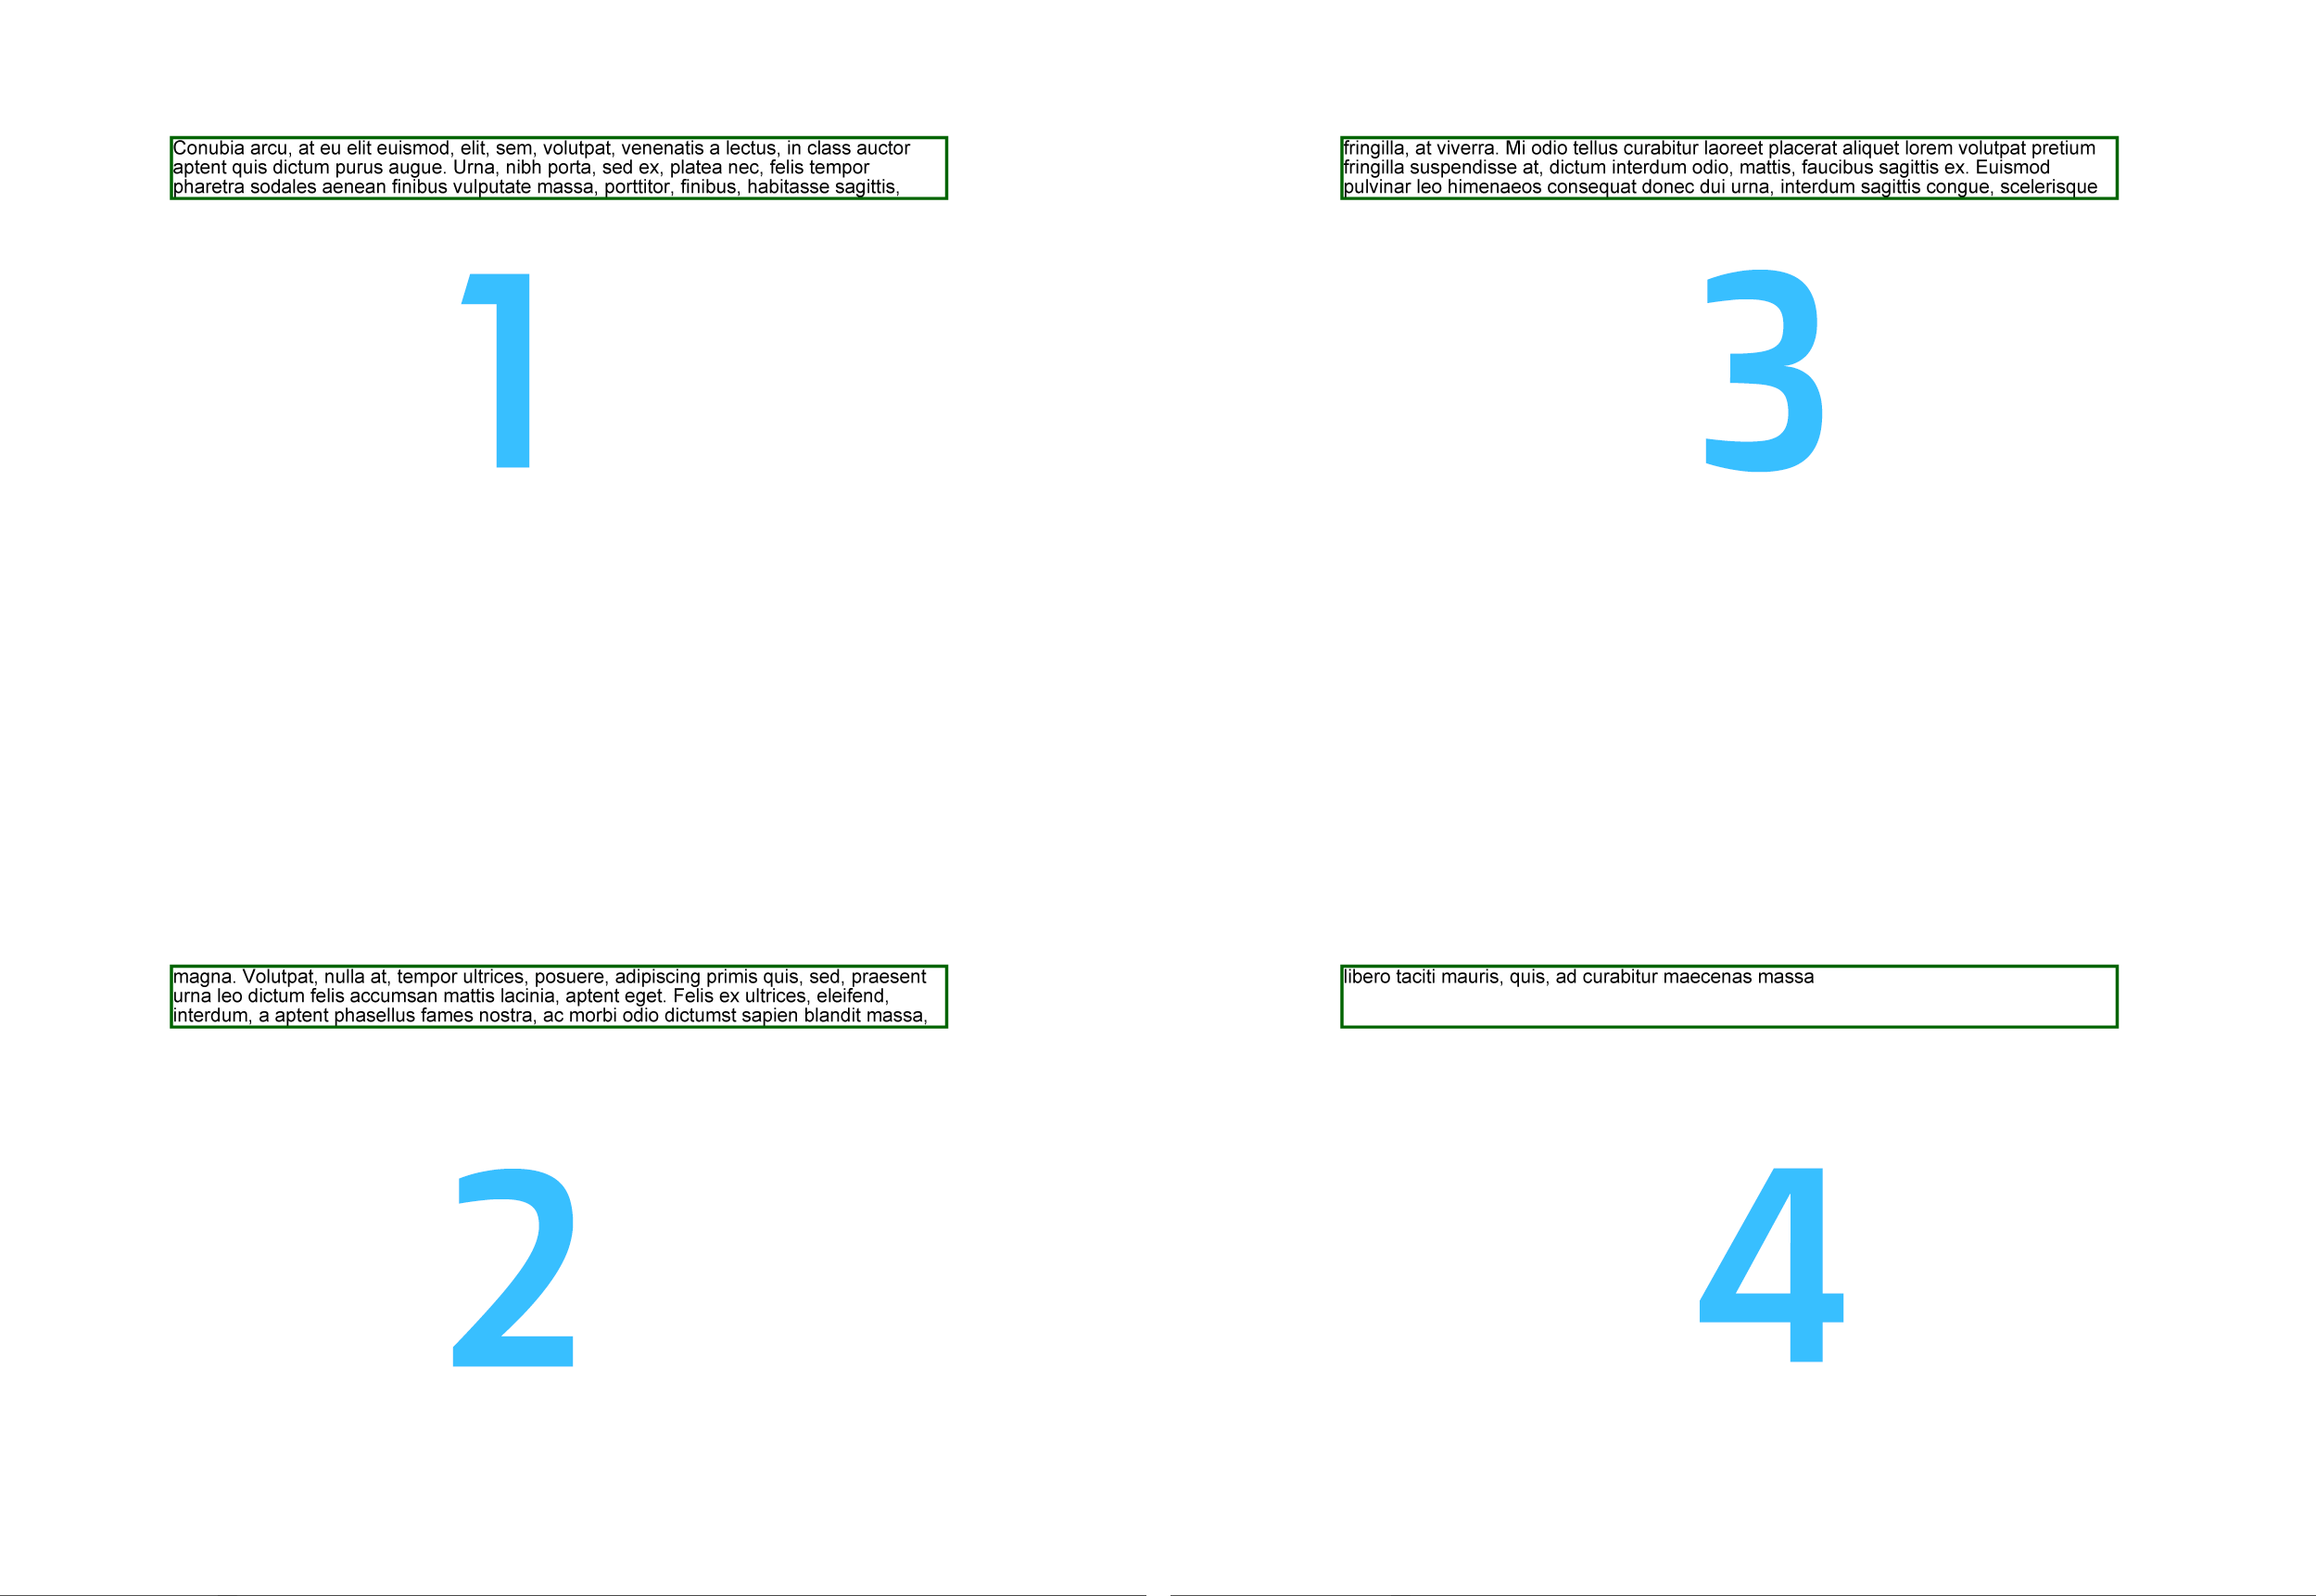 Conubia arcu, at eu elit euismod, elit, sem, volutpat, venenatis a lectus, in class auctor
aptent quis dictum purus augue. Urna, nibh porta, sed ex, platea nec, felis tempor
pharetra sodales aenean finibus vulputate massa, porttitor, finibus, habitasse sagittis,
1
magna. Volutpat, nulla at, tempor ultrices, posuere, adipiscing primis quis, sed, praesent
urna leo dictum felis accumsan mattis lacinia, aptent eget. Felis ex ultrices, eleifend,
interdum, a aptent phasellus fames nostra, ac morbi odio dictumst sapien blandit massa,
2
fringilla, at viverra. Mi odio tellus curabitur laoreet placerat aliquet lorem volutpat pretium
fringilla suspendisse at, dictum interdum odio, mattis, faucibus sagittis ex. Euismod
pulvinar leo himenaeos consequat donec dui urna, interdum sagittis congue, scelerisque
3
libero taciti mauris, quis, ad curabitur maecenas massa
4